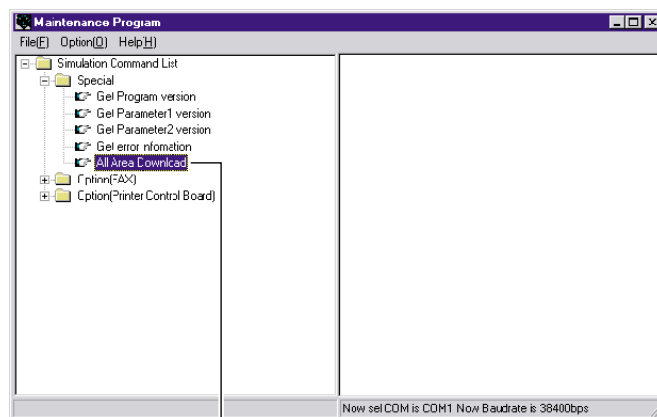 Maintenance Program
File(F) Option(O) Help(H)
Simulation Command List
Special
Get Program version
Get Parameter1 version
Get Parameter2 version
Get error nfomation
All Area Download
Option(FAX)
Option(Printer Control Board)
Now sel COM is COM1 Now Baudrate is 38400bps